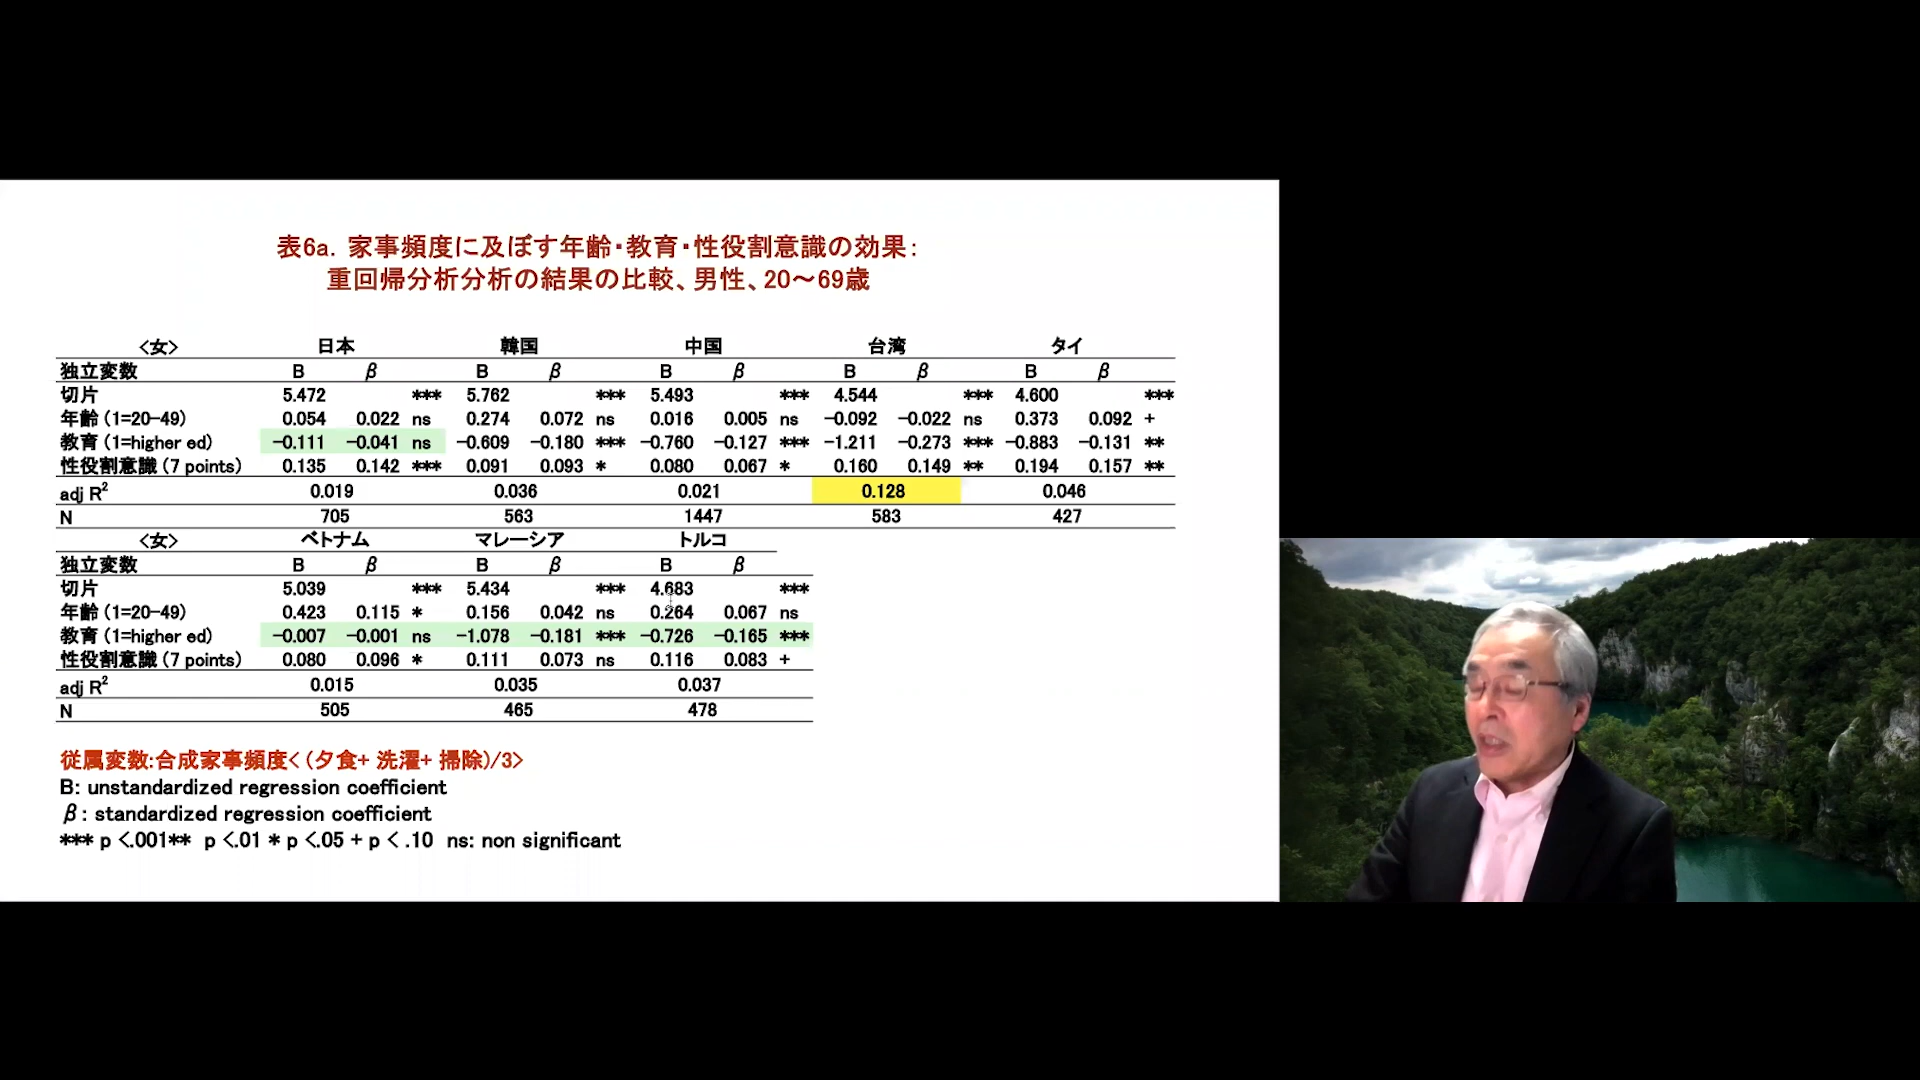 表6a. 家事頻度に及ぼす年齢・教育・性役割意識の効果：
重回帰分析分析の結果の比較、男性、20～69歳
<女> 日本 韓国 中国 台湾 タイ
独立変数 B β B β B β B β B β
切片 5.472 *** 5.762 *** 5.493 *** 4.544 *** 4.600 ***
年齢 (1=20-49) 0.054 0.022 ns 0.274 0.072 ns 0.016 0.005 ns -0.092 -0.022 ns 0.373 0.092 +
教育 (1=higher ed) -0.111 -0.041 ns -0.609 -0.180 *** -0.760 -0.127 *** -1.211 -0.273 *** -0.883 -0.131 **
性役割意識 (7 points) 0.135 0.142 *** 0.091 0.093 * 0.080 0.067 * 0.160 0.149 ** 0.194 0.157 **
adj R2 0.019 0.036 0.021 0.128 0.046
N 705 563 1447 583 427
<女> ベトナム マレーシア トルコ
独立変数 B β B β B β
切片 5.039 *** 5.434 *** 4.683 ***
年齢 (1=20-49) 0.423 0.115 * 0.156 0.042 ns 0.264 0.067 ns
教育 (1=higher ed) -0.007 -0.001 ns -1.078 -0.181 *** -0.726 -0.165 ***
性役割意識 (7 points) 0.080 0.096 * 0.111 0.073 ns 0.116 0.083 +
adj R2 0.015 0.035 0.037
N 505 465 478
従属変数:合成家事頻度< (夕食+ 洗濯+ 掃除)/3>
B: unstandardized regression coefficient
β: standardized regression coefficient
*** p <.001** p <.01 * p <.05 + p < .10 ns: non significant